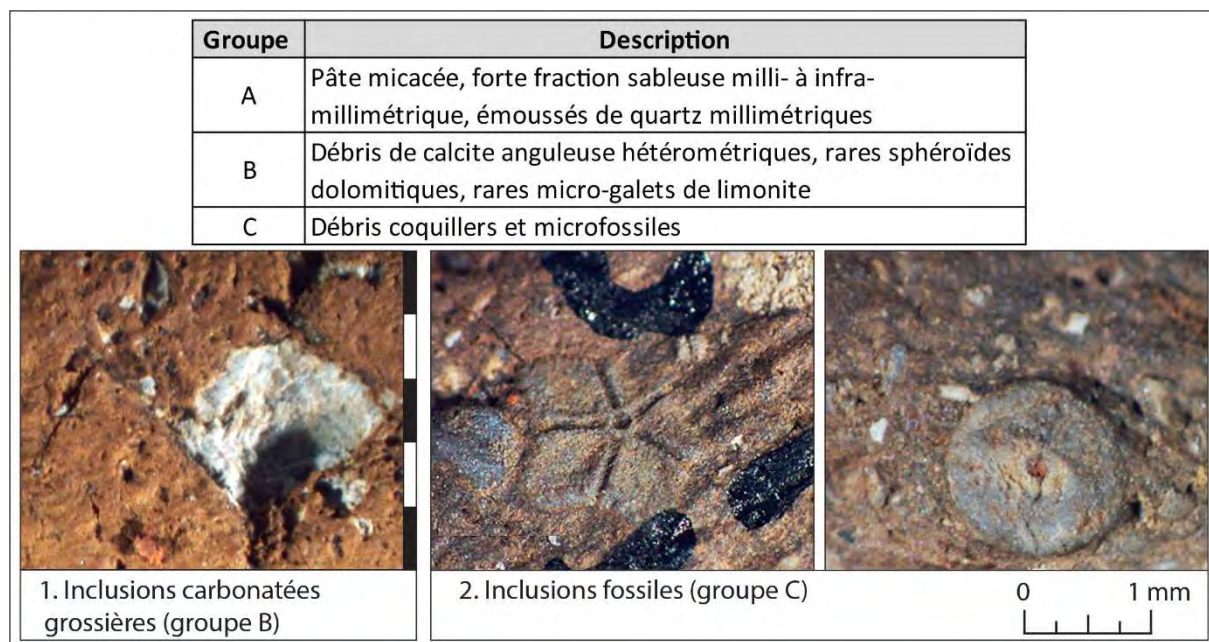 Groupe Description
A Pâte micacée, forte fraction sableuse milli- à infra-
millimétrique, émoussés de quartz millimétriques
B Débris de calcite anguleuse hétérométriques, rares sphéroïdes
dolomitiques, rares micro-galets de limonite
C Débris coquillers et microfossiles
1. Inclusions carbonatées
grossières (groupe B)
2. Inclusions fossiles (groupe C)
0 1 mm